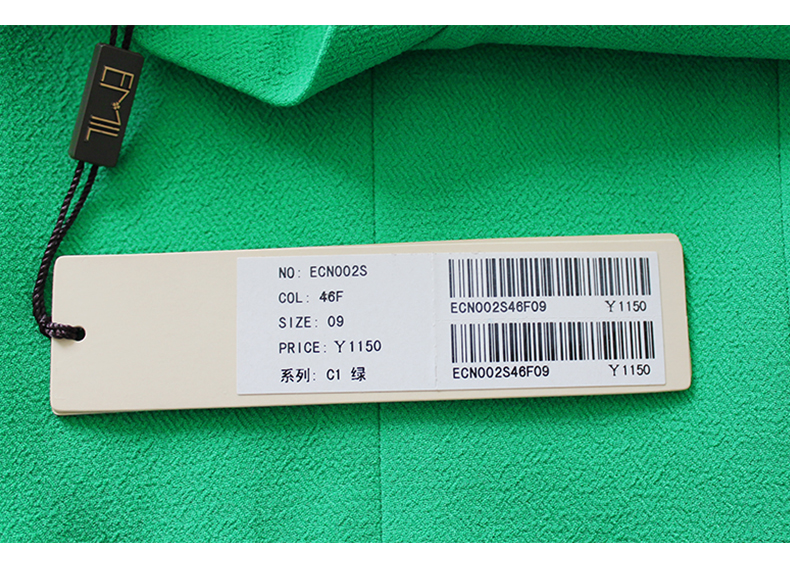 EMIL
NO: ECN002S
COL: 46F
SIZE: 09
PRICE: Y1150
系列: C1 绿
ECN002S46F09 Y1150
ECN002S46F09 Y1150